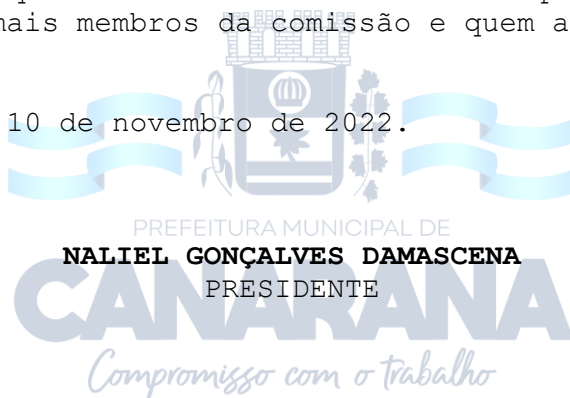 mais membros da comissão e quem a
10 de novembro de 2022.
PREFEITURA MUNICIPAL DE
NALIEL GONÇALVES DAMASCENA
PRESIDENTE
CANARANA
Compromisso com o trabalho